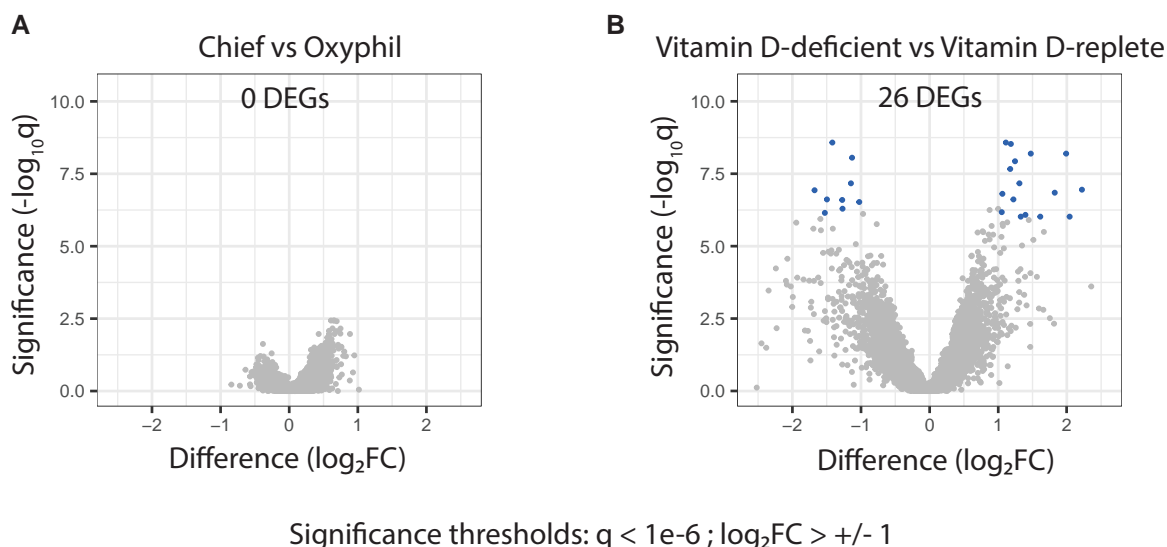 A
Chief vs Oxyphil
0 DEGs
10.0
7.5
5.0
2.5
0.0
Significance (-log₁₀q)
−2
−1
0
1
2
Difference (log₂FC)
B
Vitamin D-deficient vs Vitamin D-replete
26 DEGs
10.0
7.5
5.0
2.5
0.0
Significance (-log₁₀q)
−2
−1
0
1
2
Difference (log₂FC)
Significance thresholds: q < 1e-6 ; log₂FC > +/- 1